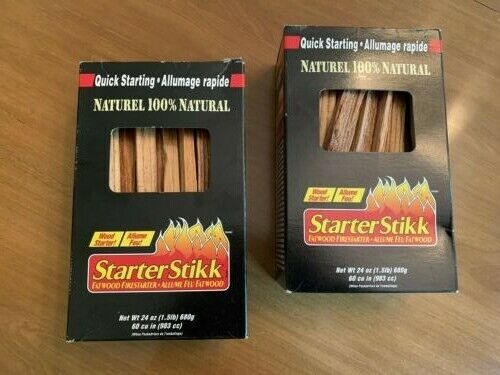 Quick Starting • Allumage rapide
NATUREL 100% NATURAL
Wood Starter!
Allume Feu!
StarterStikk
FATWOOD FIRESTARTER • ALLUME FEU FATWOOD
Net Wt 24 oz (1.5lb) 680g
60 cu in (983 cc)
Quick Starting • Allumage rapide
NATUREL 100% NATURAL
Wood Starter!
Allume Feu!
StarterStikk
FATWOOD FIRESTARTER • ALLUME FEU FATWOOD
Net Wt 24 oz (1.5lb) 680g
60 cu in (983 cc)